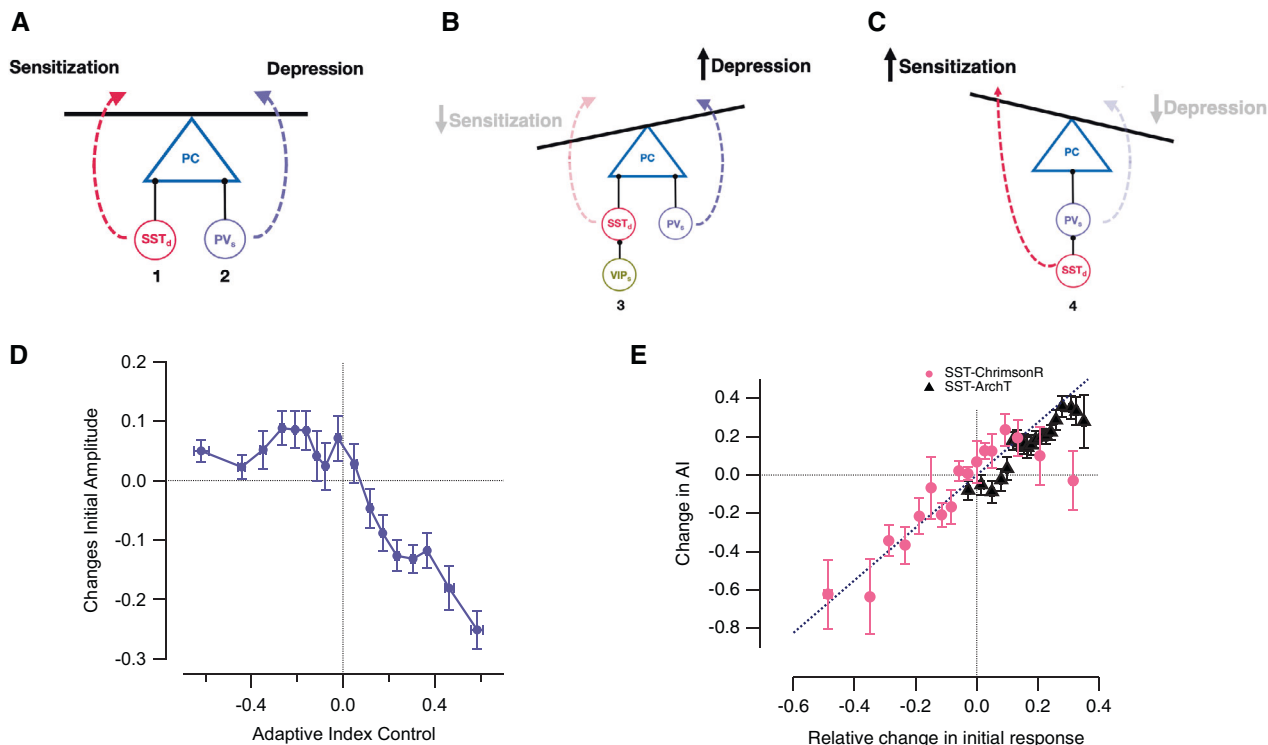 A
Sensitization
Depression
PC
SSTd
PVs
1
2
B
Depression
Sensitization
PC
SSTd
PVs
VIPs
3
C
Sensitization
Depression
PC
PVs
SSTd
4
D
0.2
0.1
0.0
-0.1
-0.2
-0.3
Changes Initial Amplitude
-0.4
0.0
0.4
Adaptive Index Control
E
SST-ChrimsonR
SST-ArchT
0.4
0.2
0.0
-0.2
-0.4
-0.6
-0.8
Change in AI
-0.6
-0.4
-0.2
0.0
0.2
0.4
Relative change in initial response